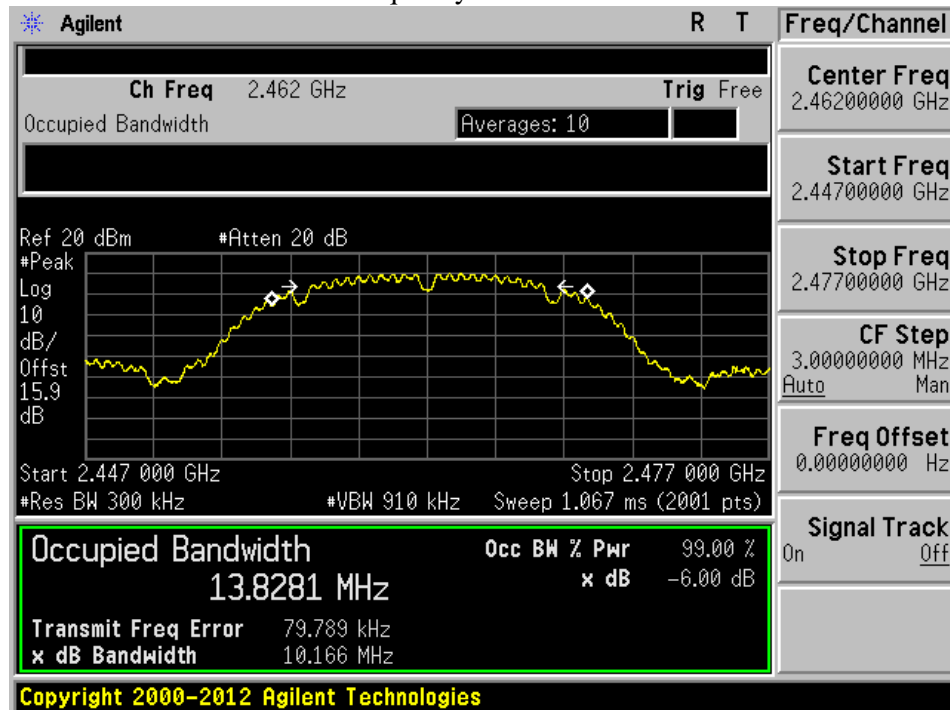 Agilent R T Freq/Channel
Ch Freq 2.462 GHz Trig Free
Occupied Bandwidth Averages: 10
Center Freq
2.46200000 GHz
Start Freq
2.44700000 GHz
Ref 20 dBm #Atten 20 dB
#Peak
Log
10
dB/
Offst
15.9
dB
Stop Freq
2.47700000 GHz
CF Step
3.00000000 MHz
Auto Man
Freq Offset
0.00000000 Hz
Start 2.447 000 GHz Stop 2.477 000 GHz
#Res BW 300 kHz #VBW 910 kHz Sweep 1.067 ms (2001 pts)
Signal Track
On Off
Occupied Bandwidth Occ BW % Pwr 99.00 %
13.8281 MHz x dB -6.00 dB
Transmit Freq Error 79.789 kHz
x dB Bandwidth 10.166 MHz
Copyright 2000-2012 Agilent Technologies